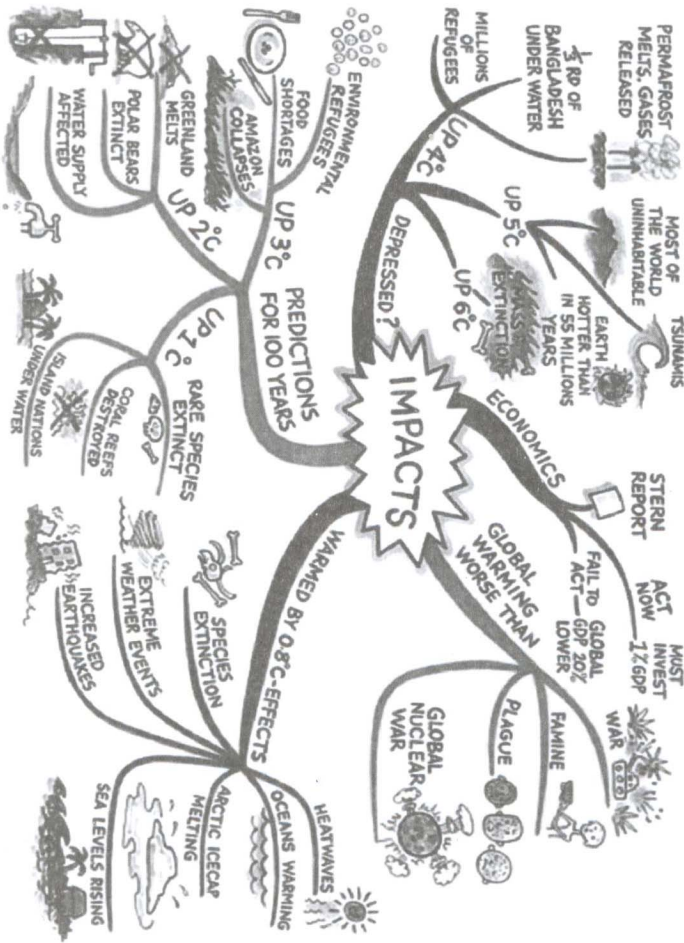 IMPACTS
ECONOMICS
STERN
REPORT
ACT
NOW
MUST
INVEST
1% GDP
FAIL TO
ACT
GLOBAL
GDP 20%
LOWER
GLOBAL
WARMING
WORSE THAN
WAR
FAMINE
PLAGUE
GLOBAL
NUCLEAR
WAR
WARMED BY 0.8°C-EFFECTS
HEATWAVES
OCEANS WARMING
ARCTIC ICECAP
MELTING
SEA LEVELS RISING
INCREASED
EARTHQUAKES
EXTREME
WEATHER EVENTS
SPECIES
EXTINCTION
PREDICTIONS
FOR 100 YEARS
UP 1°C
RARE SPECIES
EXTINCT
CORAL REEFS
DESTROYED
ISLAND NATIONS
UNDER WATER
UP 2°C
WATER SUPPLY
AFFECTED
POLAR BEARS
EXTINCT
GREENLAND
MELTS
UP 3°C
AMAZON
COLLAPSES
FOOD
SHORTAGES
ENVIRONMENTAL
REFUGEES
DEPRESSED?
UP 4°C
MILLIONS
OF
REFUGEES
⅓ RD OF
BANGLADESH
UNDER WATER
PERMAFROST
MELTS. GASES
RELEASED
UP 5°C
MOST OF
THE WORLD
UNINHABITABLE
TSUNAMIS
EARTH
HOTTER THAN
IN 55 MILLIONS
YEARS
UP 6°C
MASS
EXTINCTION